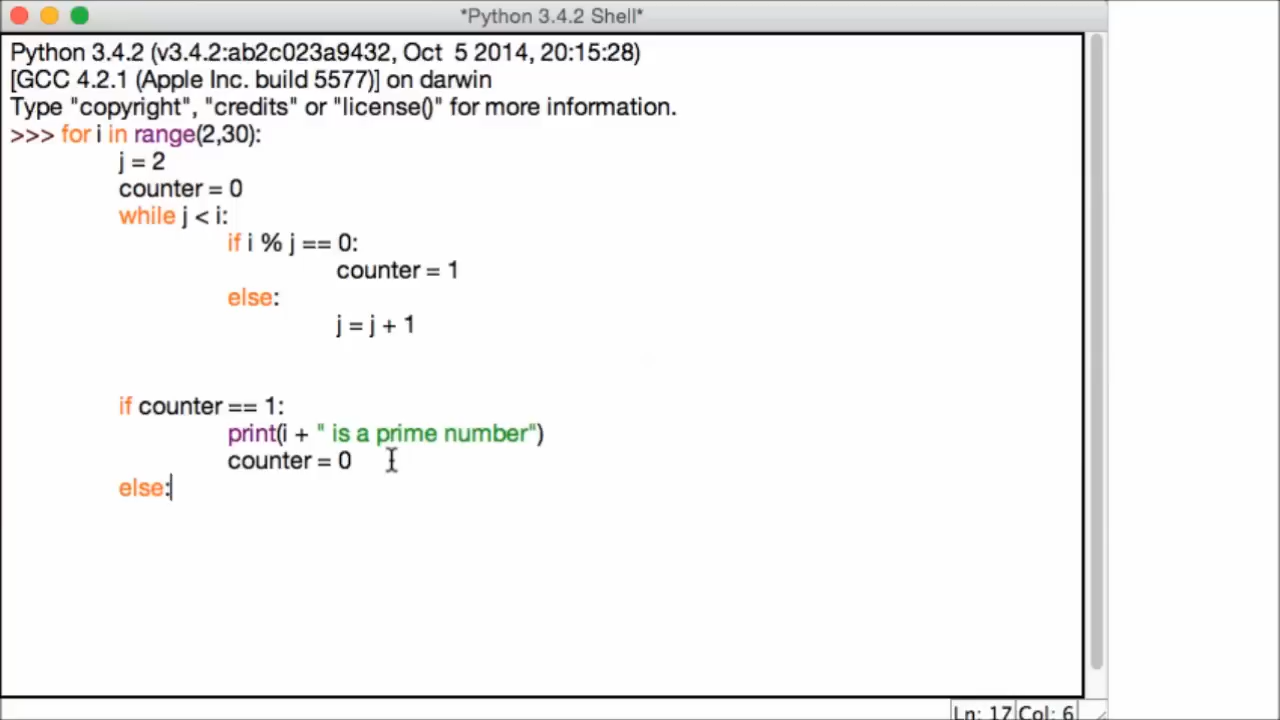 *Python 3.4.2 Shell*
Python 3.4.2 (v3.4.2:ab2c023a9432, Oct  5 2014, 20:15:28)
[GCC 4.2.1 (Apple Inc. build 5577)] on darwin
Type "copyright", "credits" or "license()" for more information.
>>> for i in range(2,30):
j = 2
counter = 0
while j < i:
if i % j == 0:
counter = 1
else:
j = j + 1
if counter == 1:
print(i + " is a prime number")
counter = 0
else:
Ln: 17 Col: 6